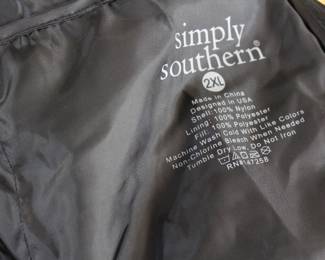 simply
southern®
2XL
Made in China
Designed in USA
Shell: 100% Nylon
Lining: 100% Polyester
Fill: 100% Polyester
Machine Wash Cold With Like Colors
Non-Chlorine Bleach When Needed
Tumble Dry Low, Do Not Iron
RN#147258